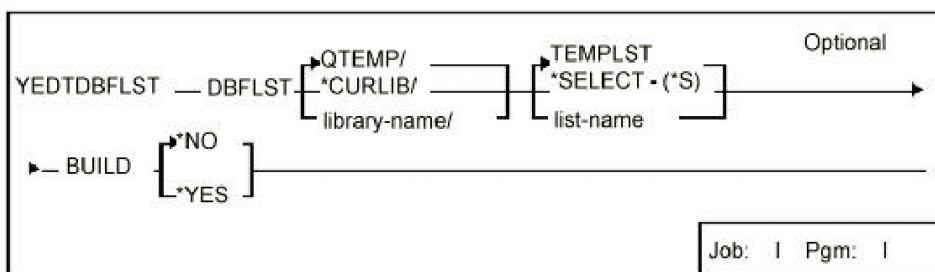 Optional
YEDTDBFLST DBFLST QTEMP/ TEMPLST
*CURLIB/ *SELECT - (*S)
library-name/ list-name
BUILD *NO
*YES
Job: I Pgm: I